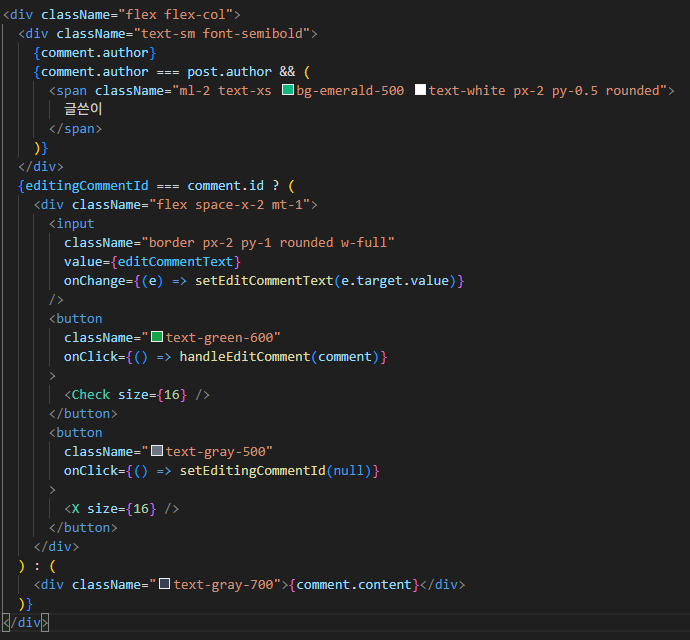 <div className="flex flex-col">
<div className="text-sm font-semibold">
{comment.author}
{comment.author === post.author && (
<span className="ml-2 text-xs bg-emerald-500 text-white px-2 py-0.5 rounded">
글쓴이
</span>
)}
</div>
{editingCommentId === comment.id ? (
<div className="flex space-x-2 mt-1">
<input
className="border px-2 py-1 rounded w-full"
value={editCommentText}
onChange={(e) => setEditCommentText(e.target.value)}
/>
<button
className="text-green-600"
onClick={() => handleEditComment(comment)}
>
<Check size={16} />
</button>
<button
className="text-gray-500"
onClick={() => setEditingCommentId(null)}
>
<X size={16} />
</button>
</div>
) : (
<div className="text-gray-700">{comment.content}</div>
)}
</div>